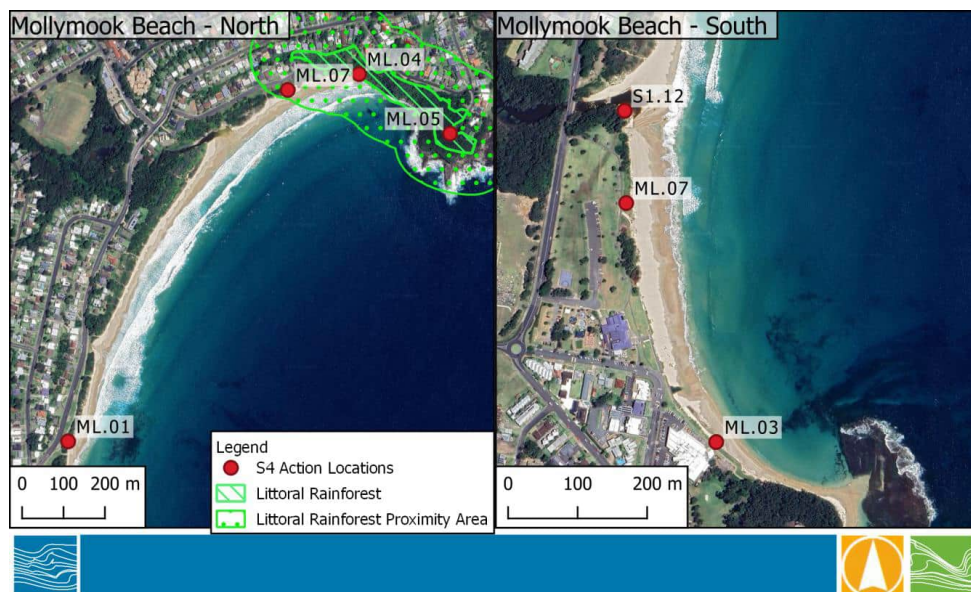 Mollymook Beach - North
ML.04
ML.07
ML.05
ML.01
Legend
S4 Action Locations
Littoral Rainforest
Littoral Rainforest Proximity Area
0 100 200 m
Mollymook Beach - South
S1.12
ML.07
ML.03
0 100 200 m